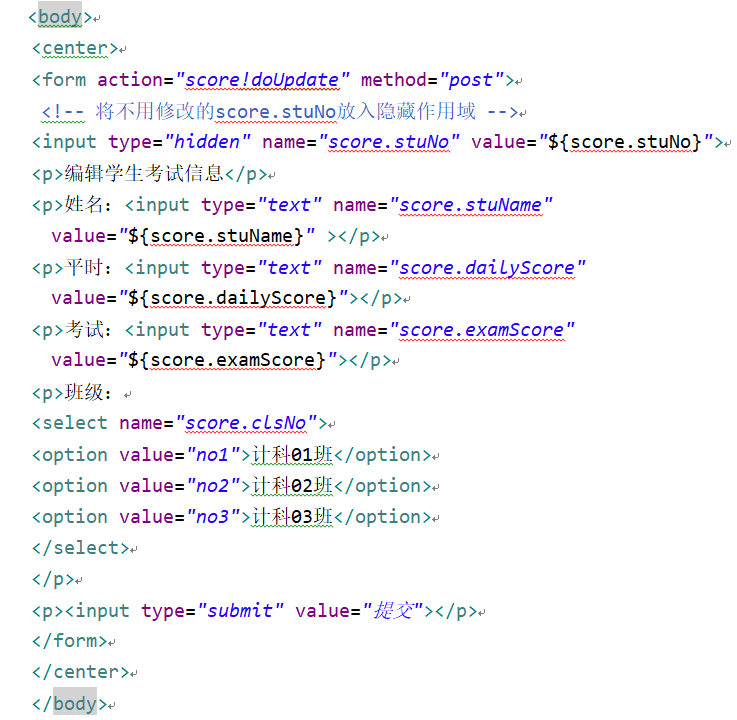 <body>
<center>
<form action="score!doUpdate" method="post">
<!-- 将不用修改的score.stuNo放入隐藏作用域 -->
<input type="hidden" name="score.stuNo" value="${score.stuNo}">
<p>编辑学生考试信息</p>
<p>姓名：<input type="text" name="score.stuName"
value="${score.stuName}" ></p>
<p>平时：<input type="text" name="score.dailyScore"
value="${score.dailyScore}"></p>
<p>考试：<input type="text" name="score.examScore"
value="${score.examScore}"></p>
<p>班级：
<select name="score.clsNo">
<option value="no1">计科01班</option>
<option value="no2">计科02班</option>
<option value="no3">计科03班</option>
</select>
</p>
<p><input type="submit" value="提交"></p>
</form>
</center>
</body>